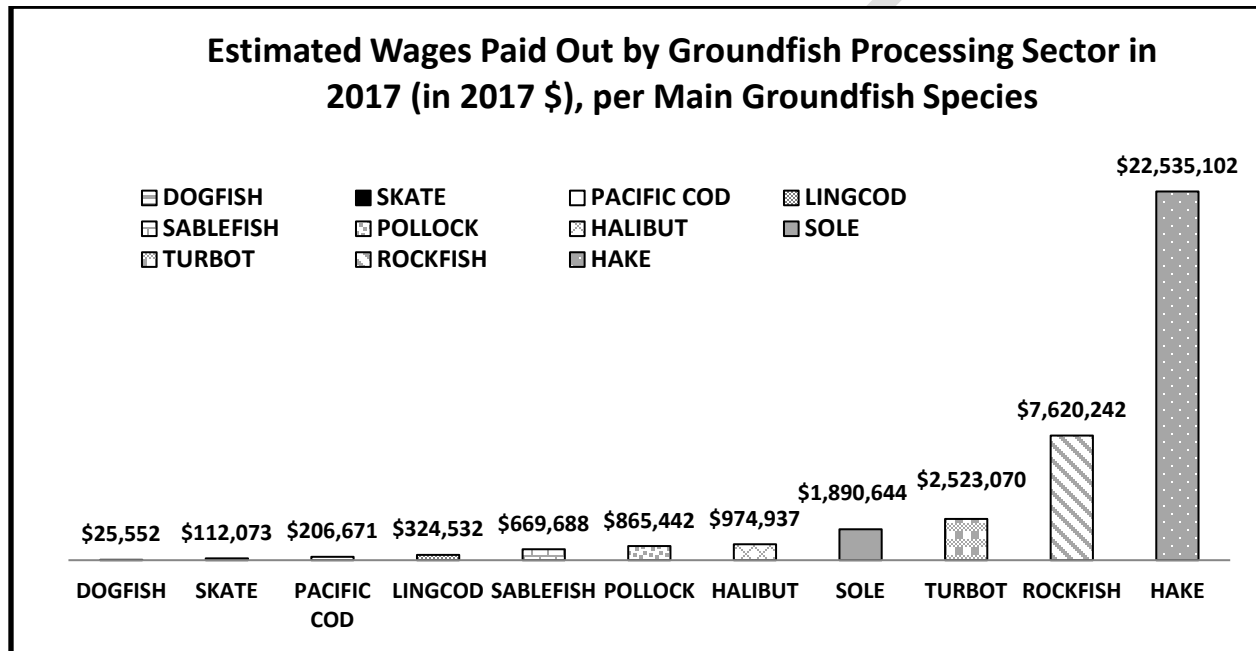 Estimated Wages Paid Out by Groundfish Processing Sector in
2017 (in 2017 $), per Main Groundfish Species
DOGFISH SKATE PACIFIC COD LINGCOD
SABLEFISH POLLOCK HALIBUT SOLE
TURBOT ROCKFISH HAKE
$25,552 $112,073 $206,671 $324,532 $669,688 $865,442 $974,937 $1,890,644 $2,523,070 $7,620,242 $22,535,102
DOGFISH SKATE PACIFIC LINGCOD SABLEFISH POLLOCK HALIBUT SOLE TURBOT ROCKFISH HAKE
COD